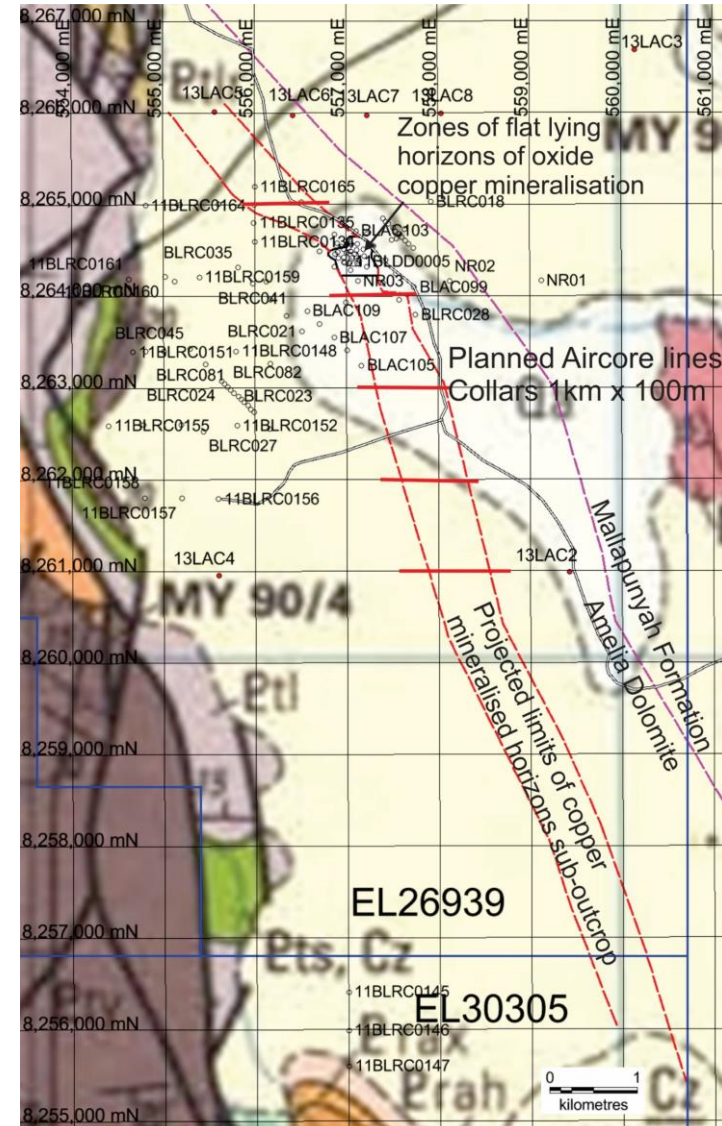 8,267,000 mN
554,000 mE
555,000 mE
556,000 mE
557,000 mE
558,000 mE
559,000 mE
560,000 mE
561,000 mE
13LAC3
13LAC5
13LAC6
13LAC7
13LAC8
8,266,000 mN
Zones of flat lying
horizons of oxide
copper mineralisation
MY 9
11BLRC0165
8,265,000 mN
11BLRC0164
BLRC018
11BLRC0135
BLAC103
11BLRC0134
BLRC035
11BLDD0005
11BLRC0161
11BLRC0159
NR02
NR03
NR01
8,264,000 mN
BLRC041
BLAC099
BLAC109
BLRC028
BLRC045
BLRC021
BLAC107
11BLRC0151
11BLRC0148
Planned Aircore lines
Collars 1km x 100m
BLRC081
BLRC082
BLAC105
8,263,000 mN
BLRC024
BLRC023
11BLRC0155
11BLRC0152
BLRC027
8,262,000 mN
11BLRC0158
11BLRC0156
11BLRC0157
Mallapunyah Formation
Amelia Dolomite
13LAC4
13LAC2
8,261,000 mN
MY 90/4
Projected limits of copper
mineralised horizons sub-outcrop
8,260,000 mN
Ptl
8,259,000 mN
15
8,258,000 mN
EL26939
8,257,000 mN
Pts, Cz
11BLRC0145
EL30305
8,256,000 mN
11BLRC0146
11BLRC0147
Prah
Cz
0 1
kilometres
8,255,000 mN